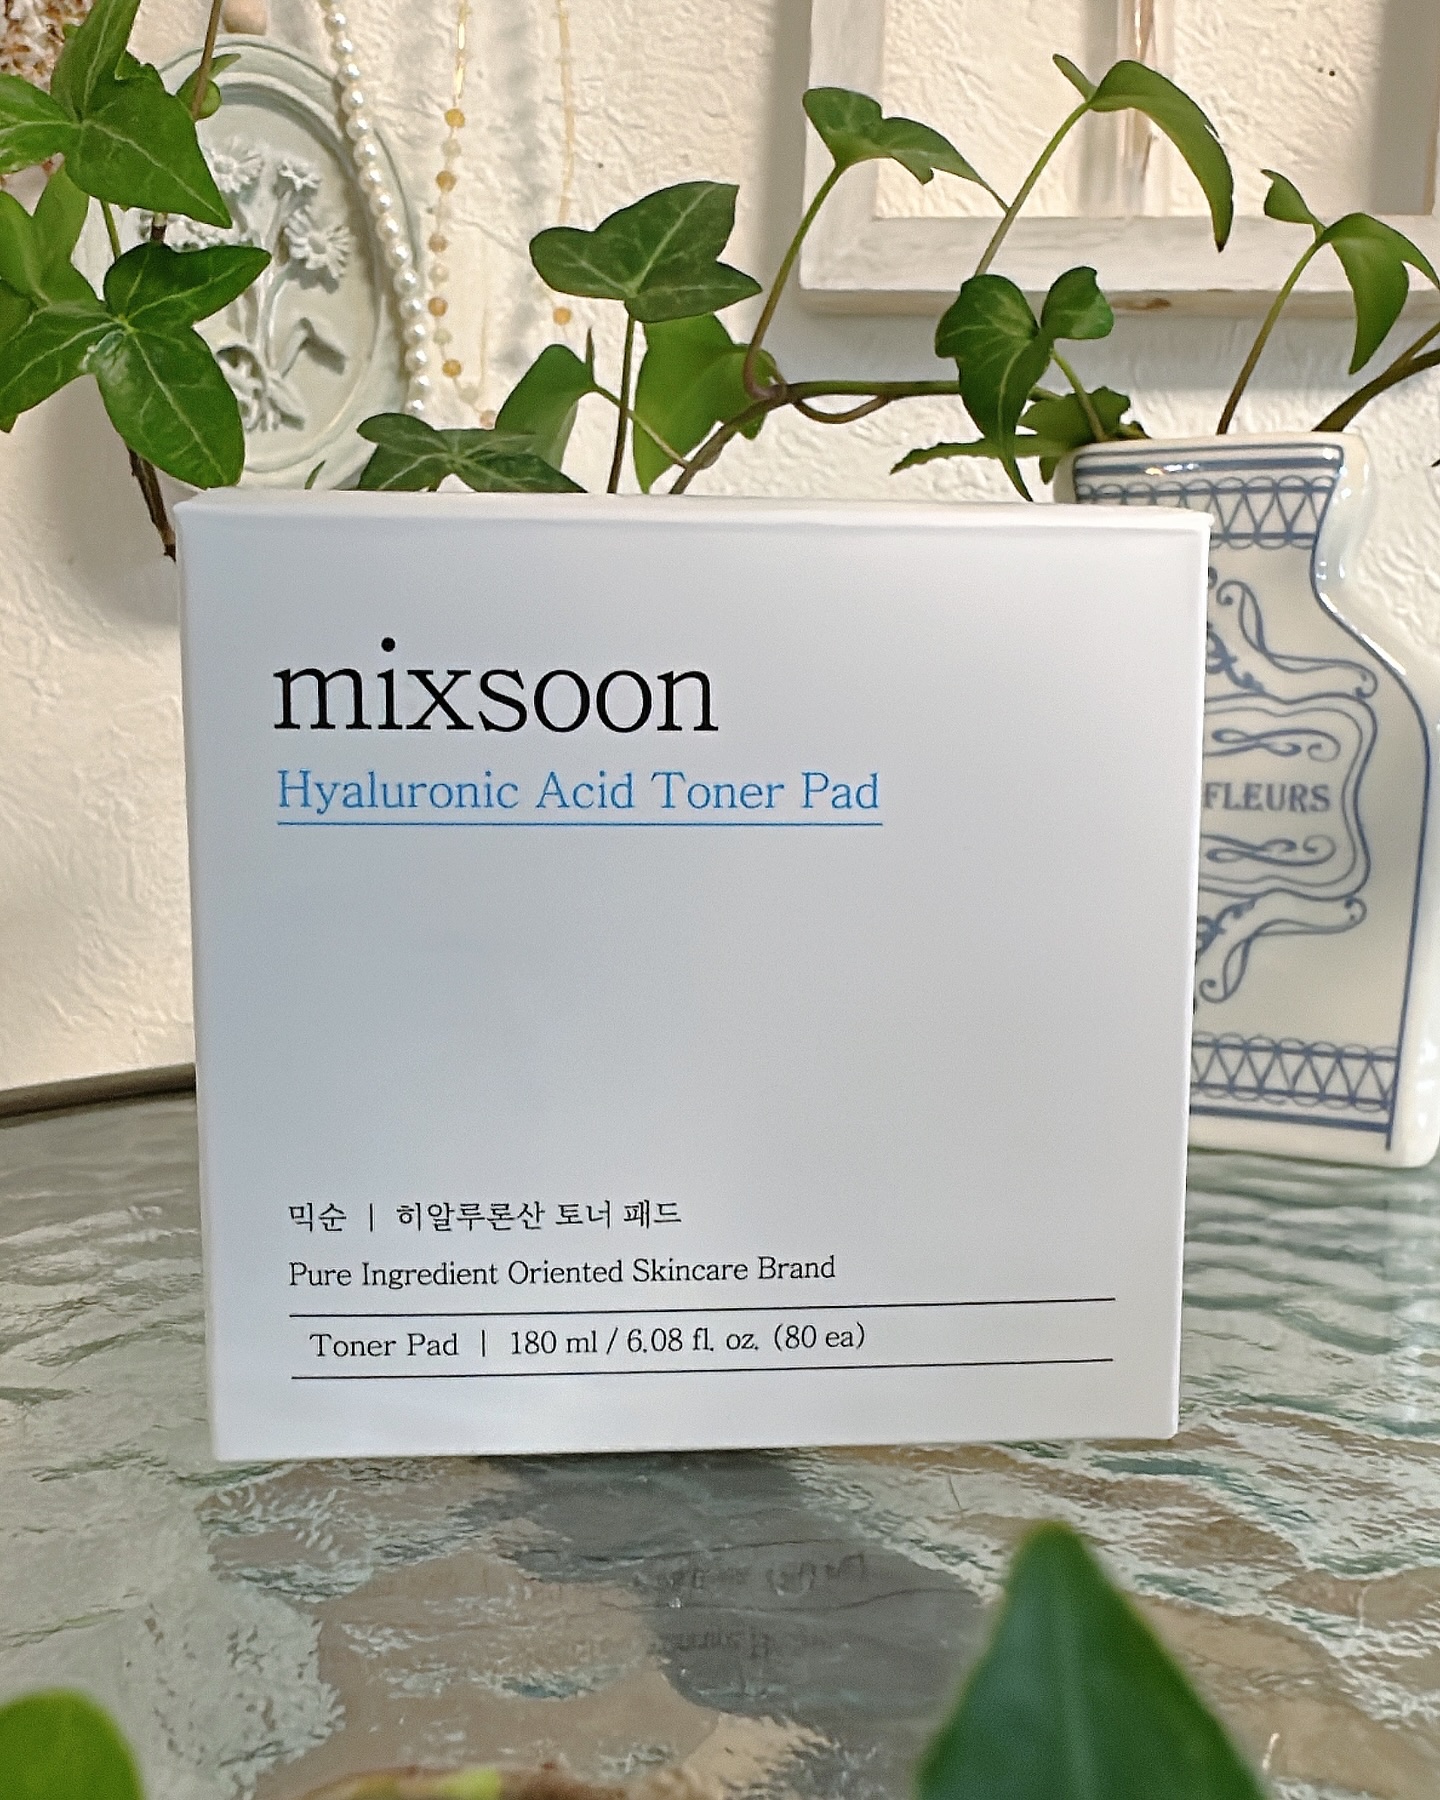 mixsoon
Hyaluronic Acid Toner Pad
믹순 | 히알루론산 토너 패드
Pure Ingredient Oriented Skincare Brand
Toner Pad | 180 ml / 6.08 fl. oz. (80 ea)
FLEURS